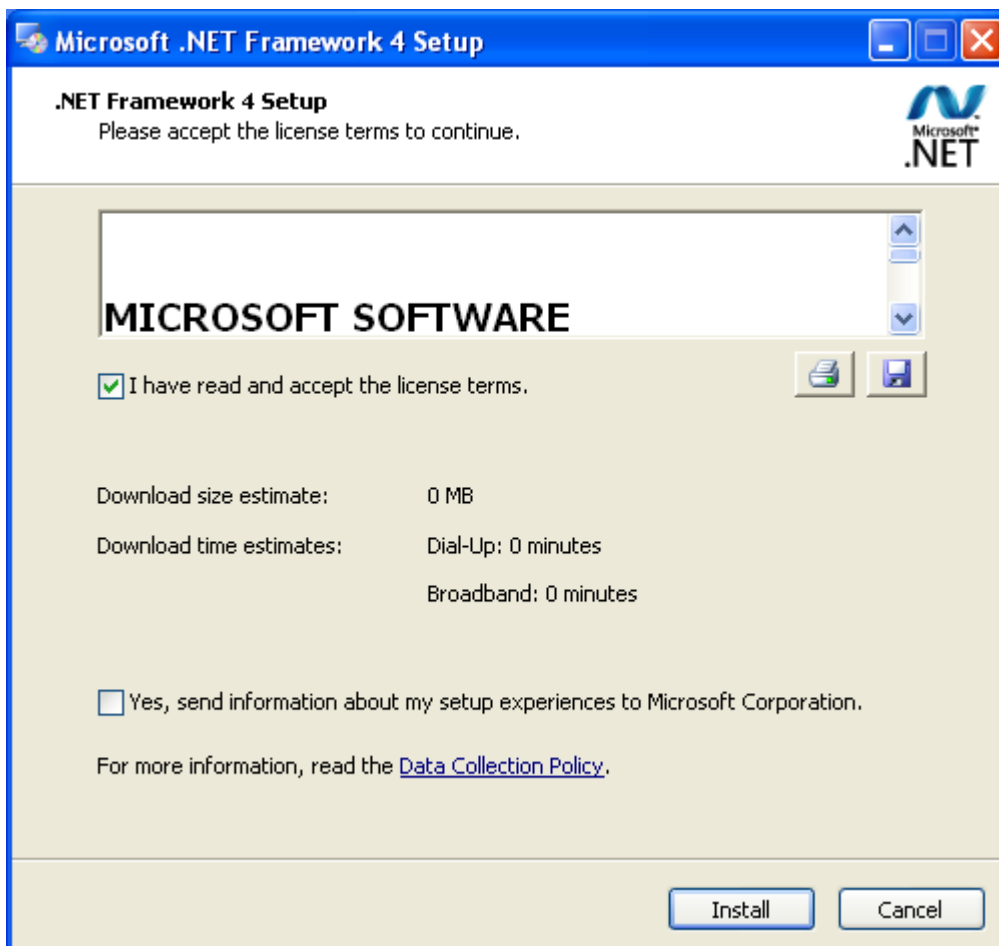 Microsoft .NET Framework 4 Setup
.NET Framework 4 Setup
Please accept the license terms to continue.
Microsoft
.NET
MICROSOFT SOFTWARE
I have read and accept the license terms.
Download size estimate: 0 MB
Download time estimates: Dial-Up: 0 minutes
Broadband: 0 minutes
Yes, send information about my setup experiences to Microsoft Corporation.
For more information, read the Data Collection Policy.
Install Cancel